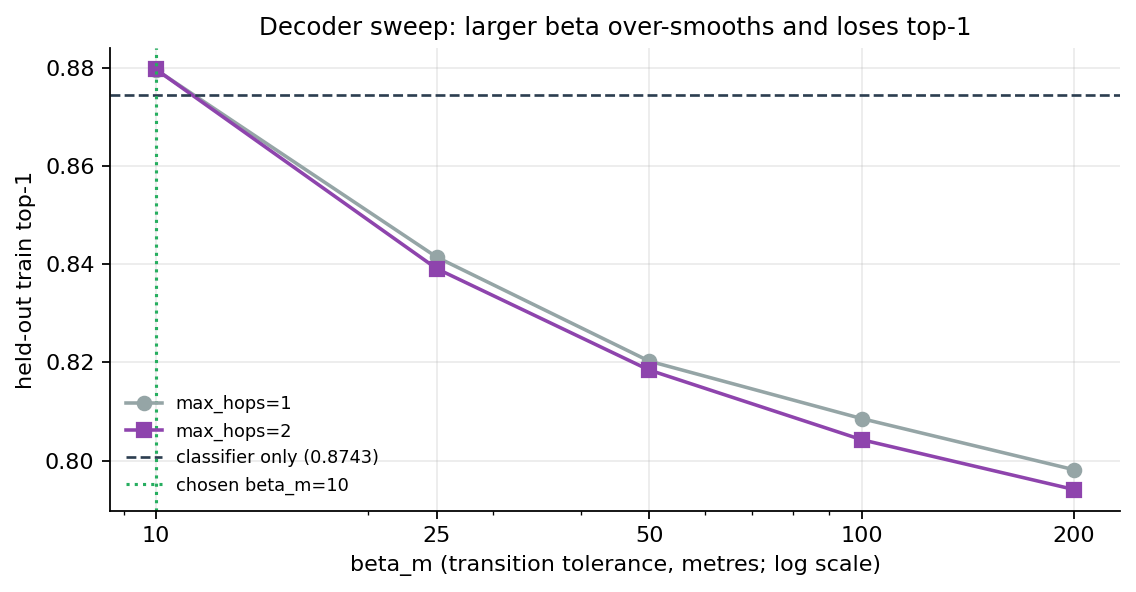 Decoder sweep: larger beta over-smooths and loses top-1
held-out train top-1
0.88
0.86
0.84
0.82
0.80
max_hops=1
max_hops=2
classifier only (0.8743)
chosen beta_m=10
10 25 50 100 200
beta_m (transition tolerance, metres; log scale)